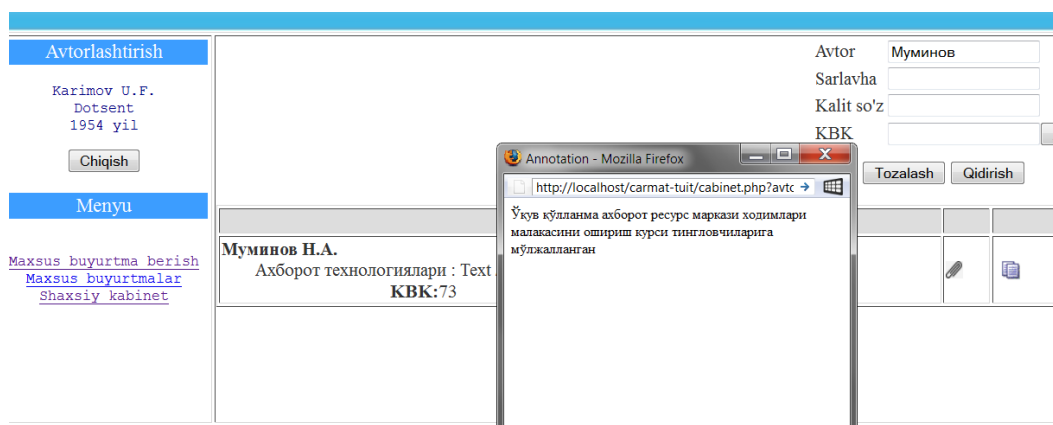 Avtorlashtirish
Karimov U.F.
Dotsent
1954 yil
Chiqish
Menyu
Maxsus buyurtma berish
Maxsus buyurtmalar
Shaxsiy kabinet
Avtor Муминов
Sarlavha
Kalit so'z
KBK
Tozalash Qidirish
Муминов Н.А.
Ахборот технологиялари : Text
KBK:73
Annotation - Mozilla Firefox
http://localhost/carmat-tuit/cabinet.php?avtc
Ўқув қўлланма ахборот ресурс маркази ходимлари
малакасини ошириш курси тингловчиларига
мўлжалланган